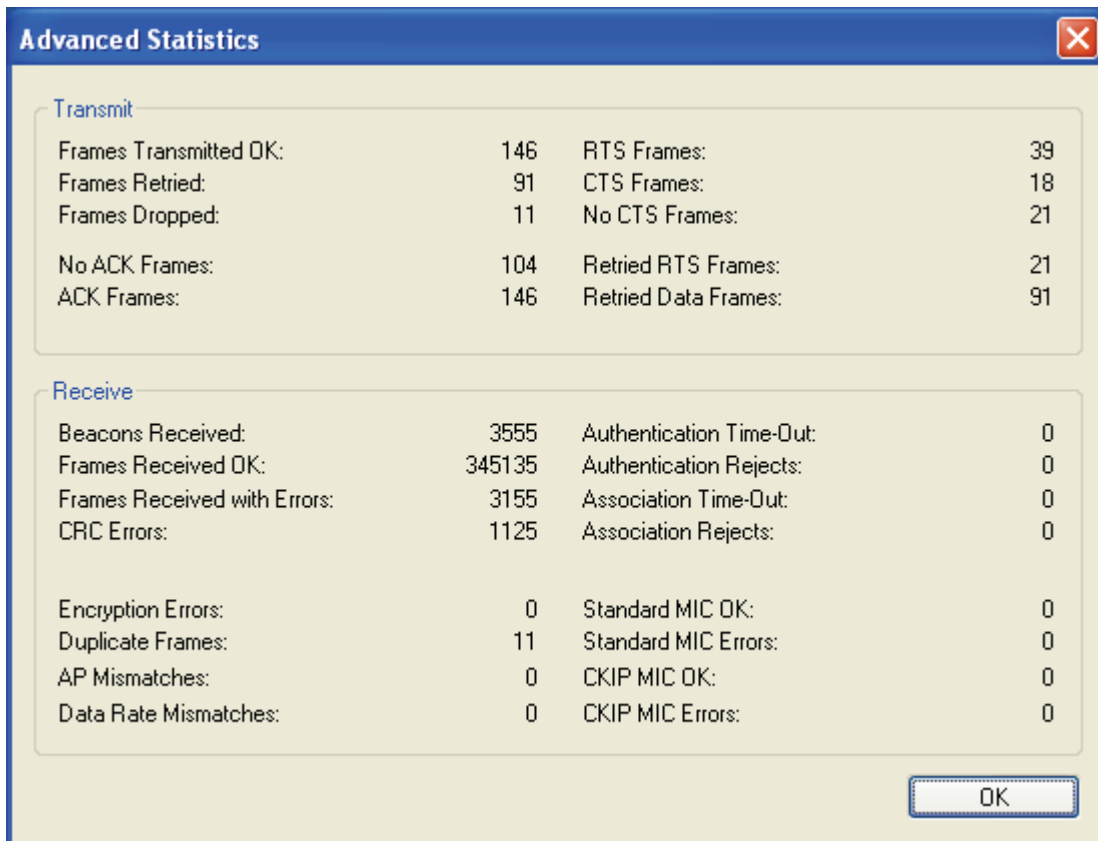 Advanced Statistics
Transmit
Frames Transmitted OK: 146 RTS Frames: 39
Frames Retried: 91 CTS Frames: 18
Frames Dropped: 11 No CTS Frames: 21
No ACK Frames: 104 Retried RTS Frames: 21
ACK Frames: 146 Retried Data Frames: 91
Receive
Beacons Received: 3555 Authentication Time-Out: 0
Frames Received OK: 345135 Authentication Rejects: 0
Frames Received with Errors: 3155 Association Time-Out: 0
CRC Errors: 1125 Association Rejects: 0
Encryption Errors: 0 Standard MIC OK: 0
Duplicate Frames: 11 Standard MIC Errors: 0
AP Mismatches: 0 CKIP MIC OK: 0
Data Rate Mismatches: 0 CKIP MIC Errors: 0
OK